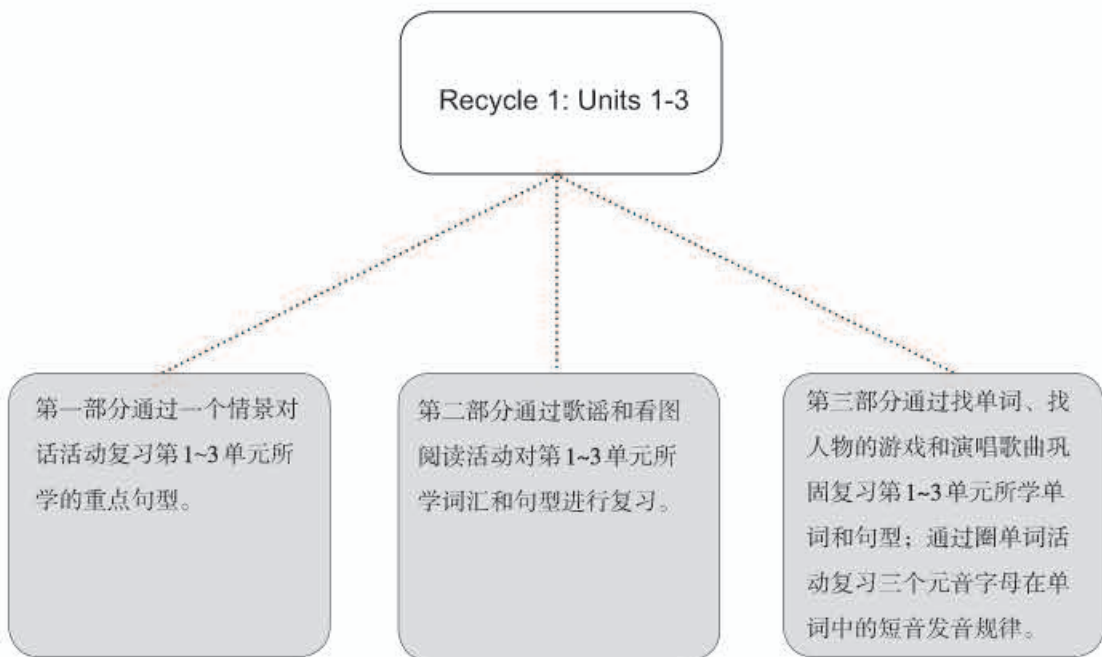 Recycle 1: Units 1-3
第一部分通过一个情景对
话活动复习第1~3单元所
学的重点句型。
第二部分通过歌谣和看图
阅读活动对第1~3单元所
学词汇和句型进行复习。
第三部分通过找单词、找
人物的游戏和演唱歌曲巩
固复习第1~3单元所学单
词和句型；通过圈单词活
动复习三个元音字母在单
词中的短音发音规律。